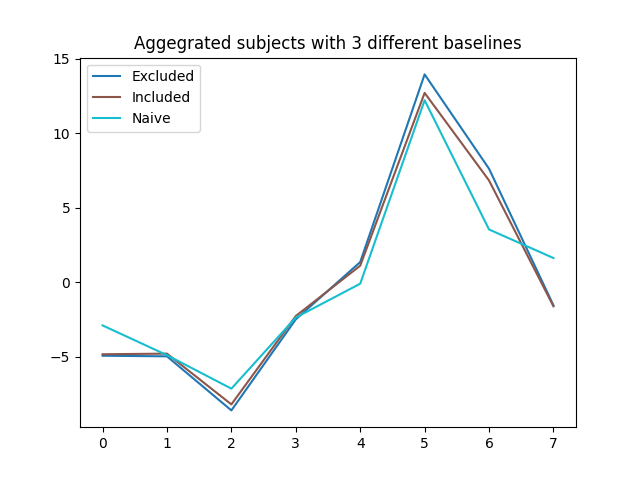 Aggegrated subjects with 3 different baselines
Excluded
Included
Naive
15
10
5
0
−5
0 1 2 3 4 5 6 7